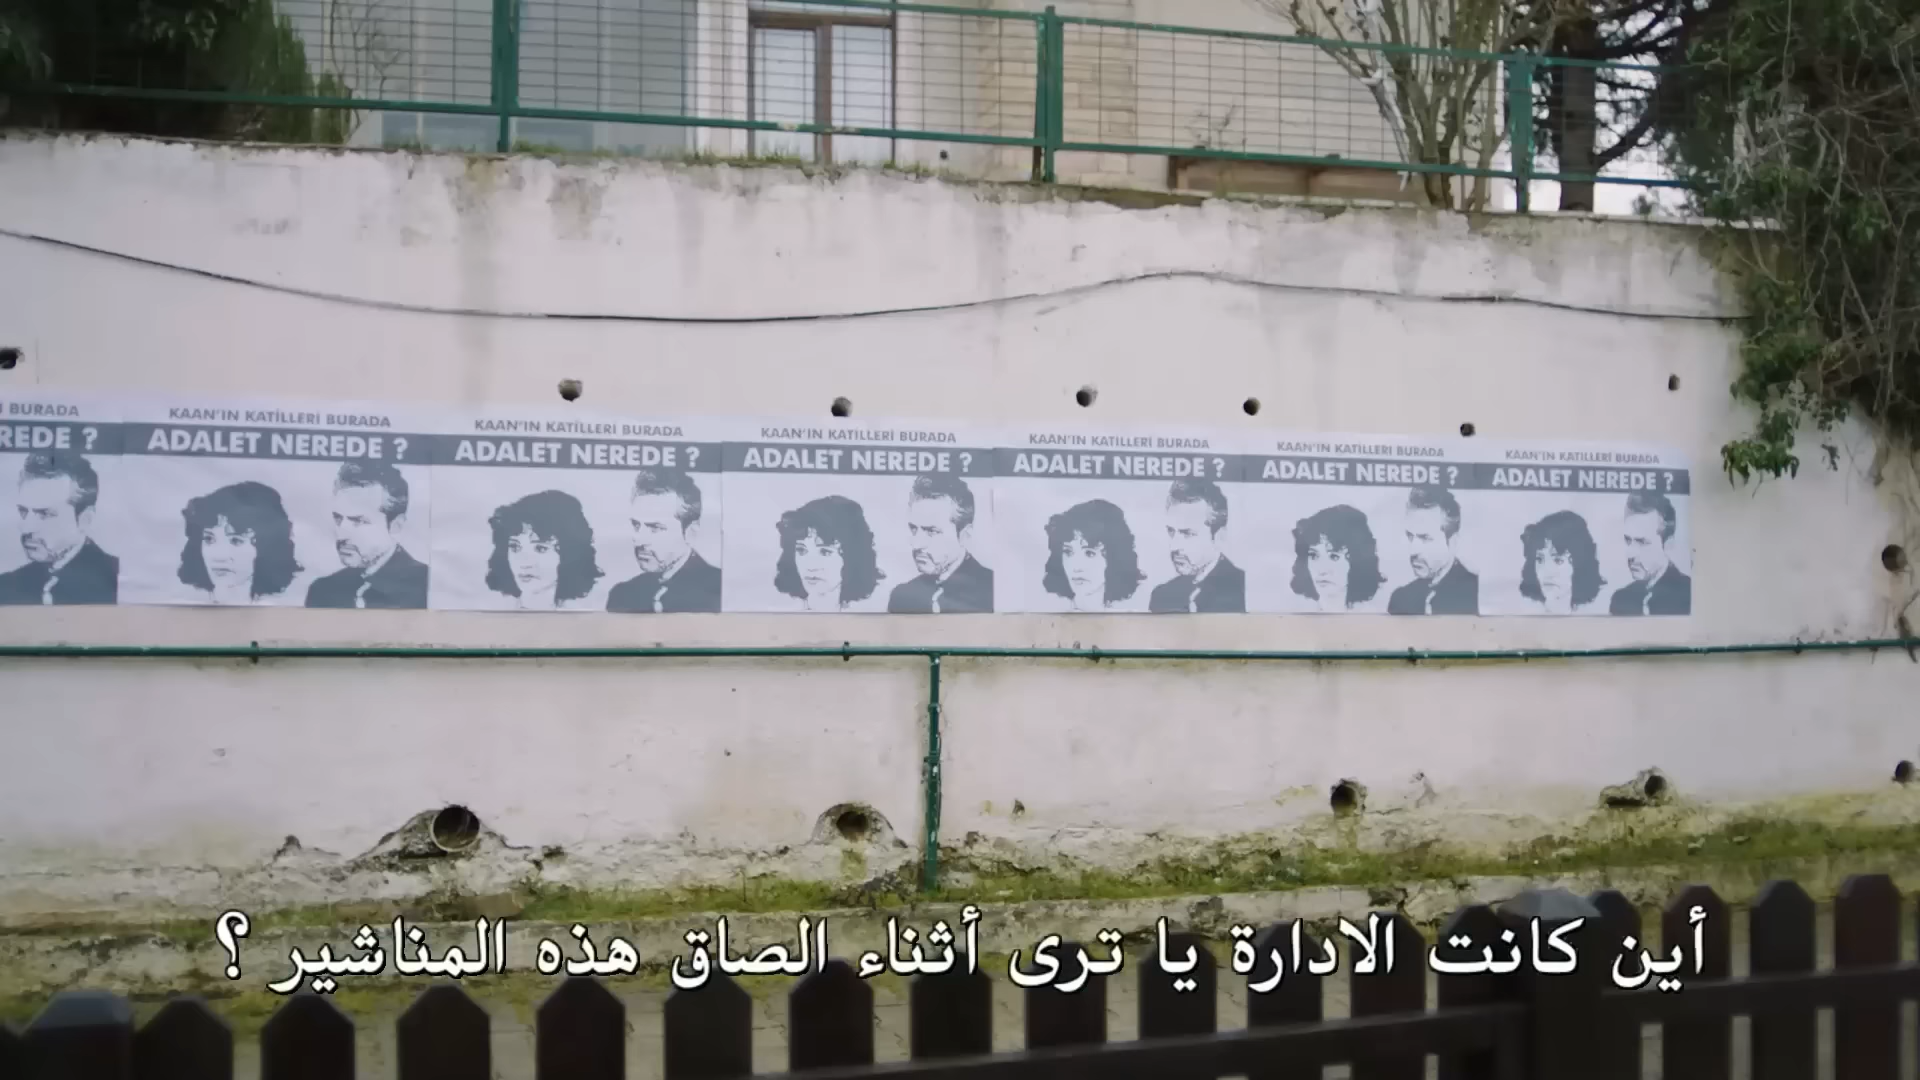 İ BURADA
REDE ?
KAAN'IN KATİLLERİ BURADA
ADALET NEREDE ?
KAAN'IN KATİLLERİ BURADA
ADALET NEREDE ?
KAAN'IN KATİLLERİ BURADA
ADALET NEREDE ?
KAAN'IN KATİLLERİ BURADA
ADALET NEREDE ?
KAAN'IN KATİLLERİ BURADA
ADALET NEREDE ?
KAAN'IN KATİLLERİ BURADA
ADALET NEREDE ?
أين كانت الادارة يا ترى أثناء الصاق هذه المناشير ؟